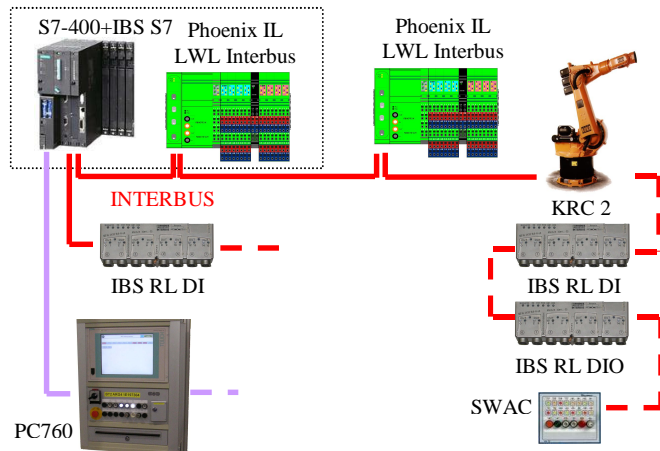 S7-400+IBS S7
Phoenix IL
LWL Interbus
Phoenix IL
LWL Interbus
INTERBUS
KRC 2
IBS RL DI
IBS RL DI
IBS RL DIO
SWAC
PC760